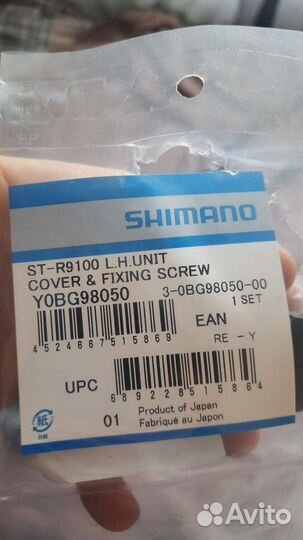 PP
SHIMANO
ST-R9100 L.H.UNIT
COVER & FIXING SCREW
Y0BG98050 3-0BG98050-00
1 SET
4524667515869
EAN
RE - Y
UPC
689228515864
紙
01 Product of Japan
Fabriqué au Japon
Avito